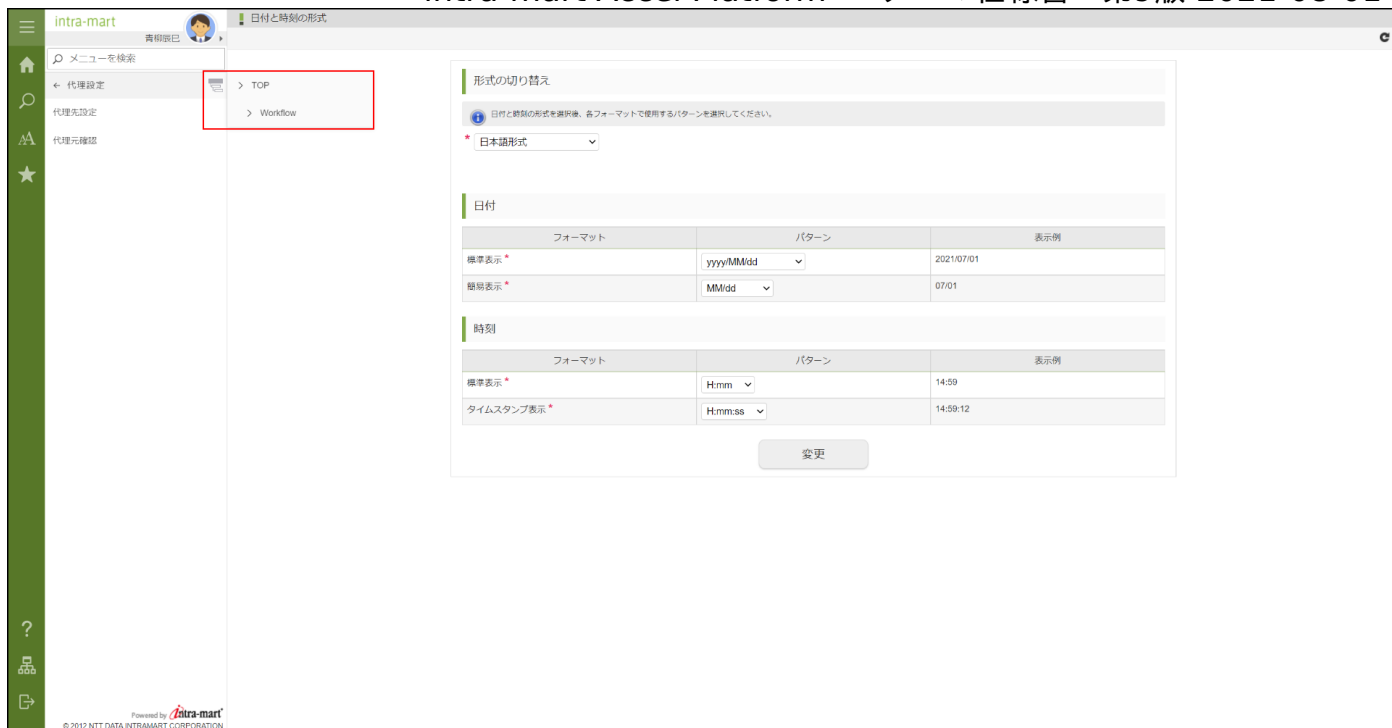 intra-mart
青柳辰巳
メニューを検索
代理設定
代理先設定
代理元確認
TOP
Workflow
日付と時刻の形式
形式の切り替え
日付と時刻の形式を選択後、各フォーマットで使用するパターンを選択してください。
* 日本語形式
日付
フォーマット パターン 表示例
標準表示 * yyyy/MM/dd 2021/07/01
簡易表示 * MM/dd 07/01
時刻
フォーマット パターン 表示例
標準表示 * H:mm 14:59
タイムスタンプ表示 * H:mm:ss 14:59:12
変更
Powered by intra-mart
© 2012 NTT DATA INTRAMART CORPORATION